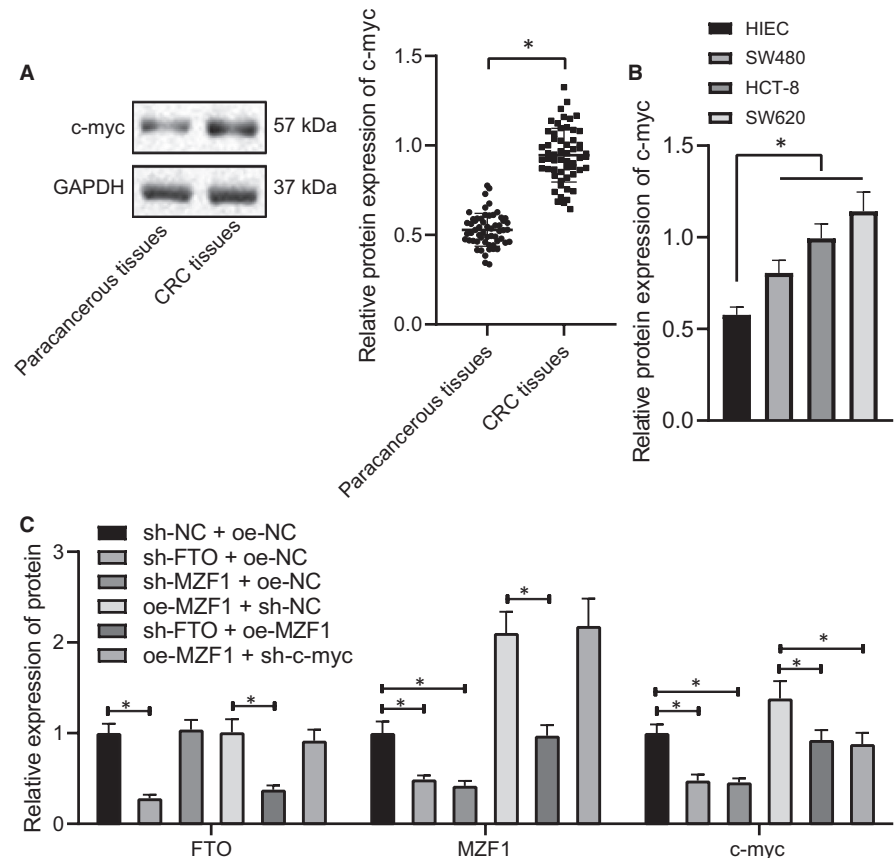 A
c-myc
57 kDa
GAPDH
37 kDa
Paracancerous tissues
CRC tissues
Relative protein expression of c-myc
1.5
1.0
0.5
0.0
*
Paracancerous tissues
CRC tissues
B
HIEC
SW480
HCT-8
SW620
Relative protein expression of c-myc
1.5
1.0
0.5
0.0
*
C
sh-NC + oe-NC
sh-FTO + oe-NC
sh-MZF1 + oe-NC
oe-MZF1 + sh-NC
sh-FTO + oe-MZF1
oe-MZF1 + sh-c-myc
Relative expression of protein
3
2
1
0
*
*
*
*
*
*
*
*
*
FTO
MZF1
c-myc